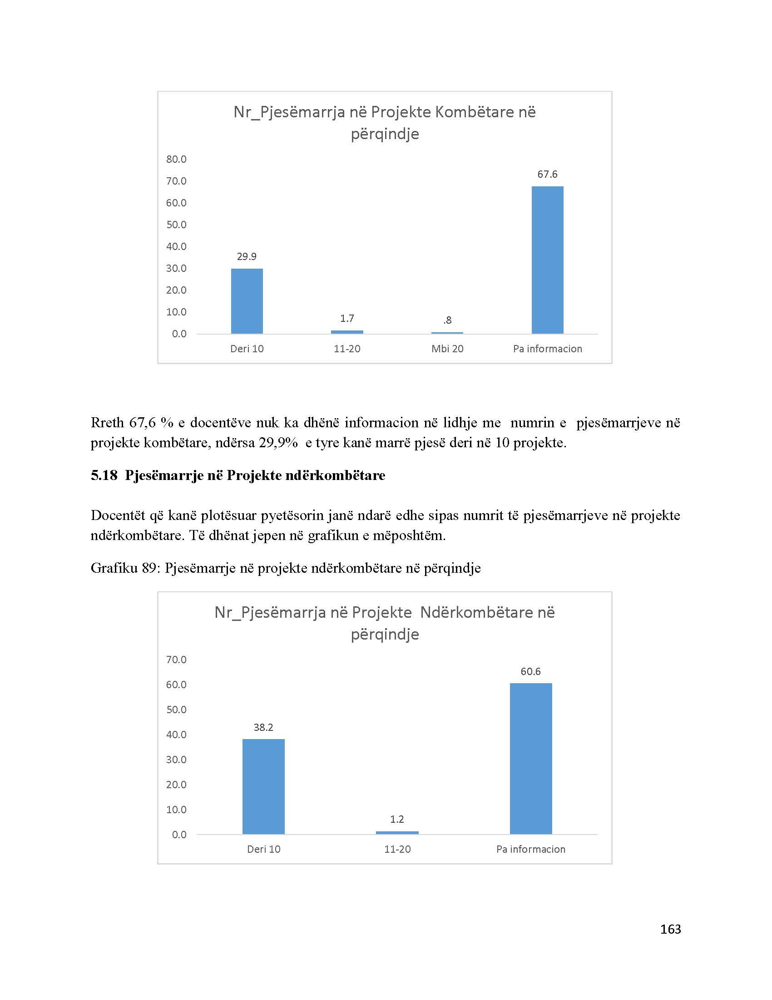 Nr_Pjesëmarrja në Projekte Kombëtare në
përqindje
80.0
70.0
60.0
50.0
40.0
30.0
20.0
10.0
0.0
29.9
1.7
.8
67.6
Deri 10
11-20
Mbi 20
Pa informacion
Rreth 67,6 % e docentëve nuk ka dhënë informacion në lidhje me numrin e pjesëmarrjeve në
projekte kombëtare, ndërsa 29,9% e tyre kanë marrë pjesë deri në 10 projekte.
5.18 Pjesëmarrje në Projekte ndërkombëtare
Docentët që kanë plotësuar pyetësorin janë ndarë edhe sipas numrit të pjesëmarrjeve në projekte
ndërkombëtare. Të dhënat jepen në grafikun e mëposhtëm.
Grafiku 89: Pjesëmarrje në projekte ndërkombëtare në përqindje
Nr_Pjesëmarrja në Projekte Ndërkombëtare në
përqindje
70.0
60.0
50.0
40.0
30.0
20.0
10.0
0.0
38.2
1.2
60.6
Deri 10
11-20
Pa informacion
163